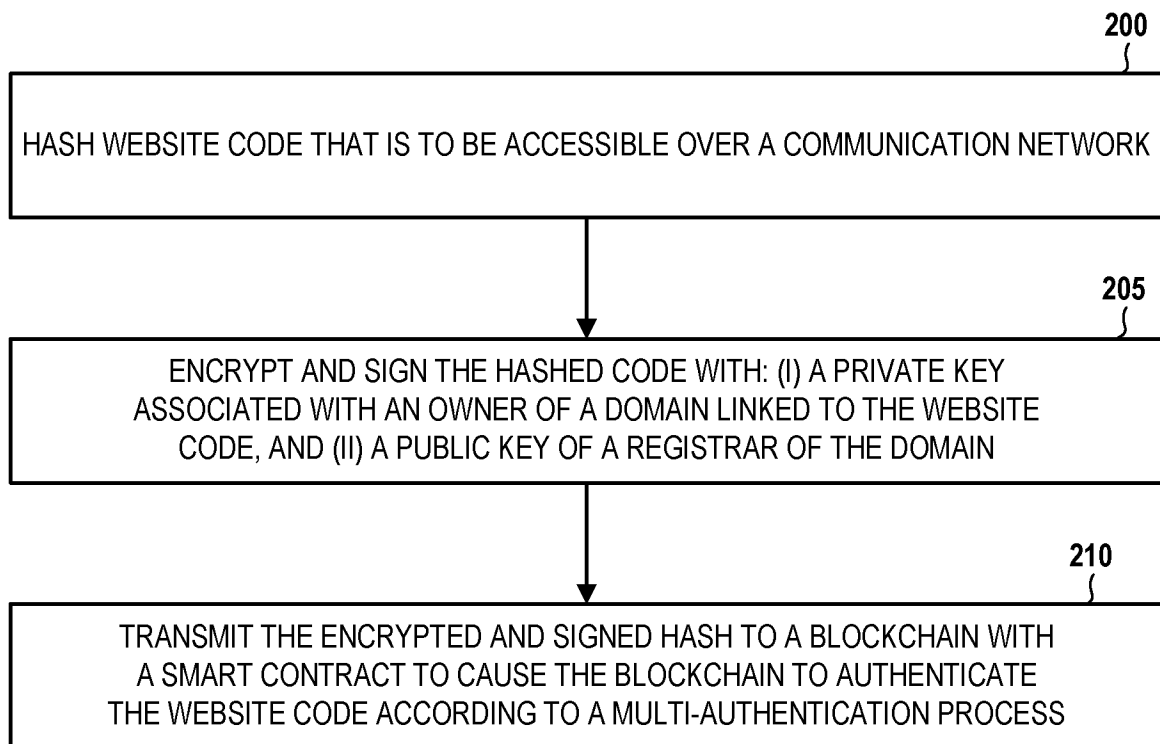 200
HASH WEBSITE CODE THAT IS TO BE ACCESSIBLE OVER A COMMUNICATION NETWORK
205
ENCRYPT AND SIGN THE HASHED CODE WITH: (I) A PRIVATE KEY
ASSOCIATED WITH AN OWNER OF A DOMAIN LINKED TO THE WEBSITE
CODE, AND (II) A PUBLIC KEY OF A REGISTRAR OF THE DOMAIN
210
TRANSMIT THE ENCRYPTED AND SIGNED HASH TO A BLOCKCHAIN WITH
A SMART CONTRACT TO CAUSE THE BLOCKCHAIN TO AUTHENTICATE
THE WEBSITE CODE ACCORDING TO A MULTI-AUTHENTICATION PROCESS